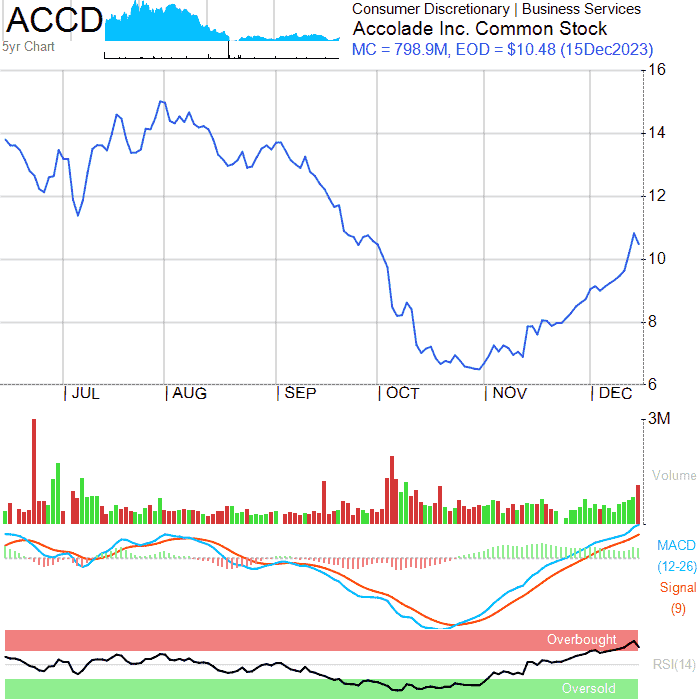 ACCD
5yr Chart
Consumer Discretionary | Business Services
Accolade Inc. Common Stock
MC = 798.9M, EOD = $10.48 (15Dec2023)
16
14
12
10
8
6
| JUL | AUG | SEP | OCT | NOV | DEC
3M
Volume
MACD
(12-26)
Signal
(9)
Overbought
RSI(14)
Oversold